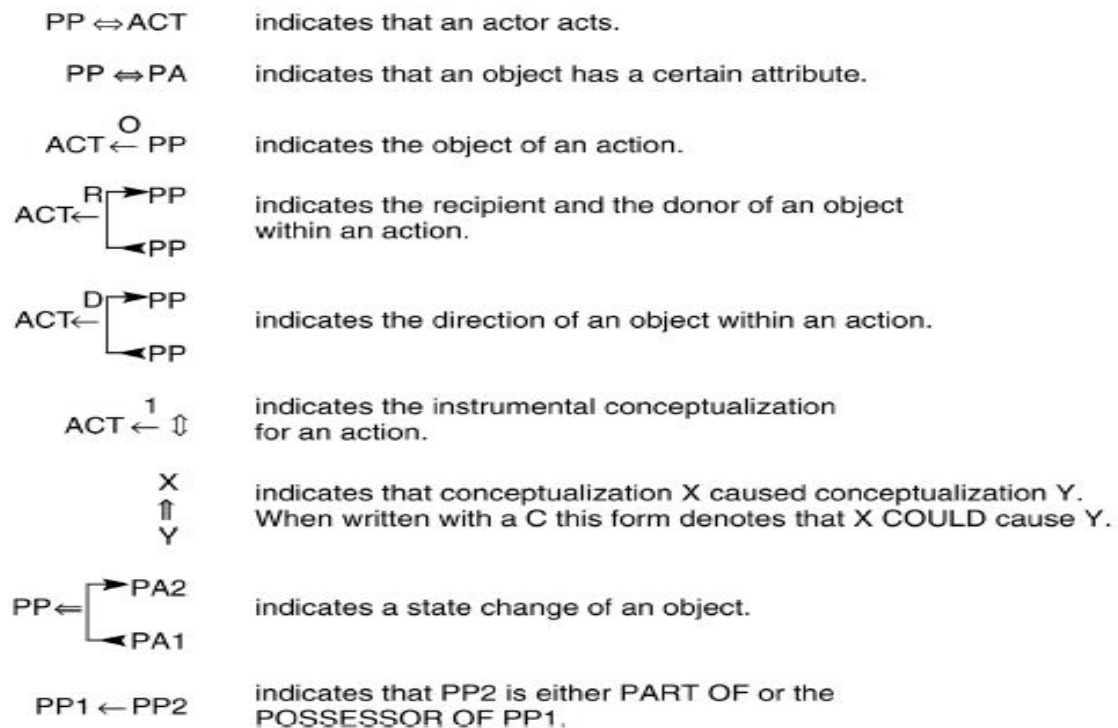 PP ⇔ ACT indicates that an actor acts.
PP ⇔ PA indicates that an object has a certain attribute.
O
ACT ← PP indicates the object of an action.
R PP
ACT← indicates the recipient and the donor of an object
within an action.
PP
D PP
ACT← indicates the direction of an object within an action.
PP
1
ACT ← ⇕ indicates the instrumental conceptualization
for an action.
X
⇑ indicates that conceptualization X caused conceptualization Y.
Y When written with a C this form denotes that X COULD cause Y.
PA2
PP⇐ indicates a state change of an object.
PA1
PP1 ← PP2 indicates that PP2 is either PART OF or the
POSSESSOR OF PP1.